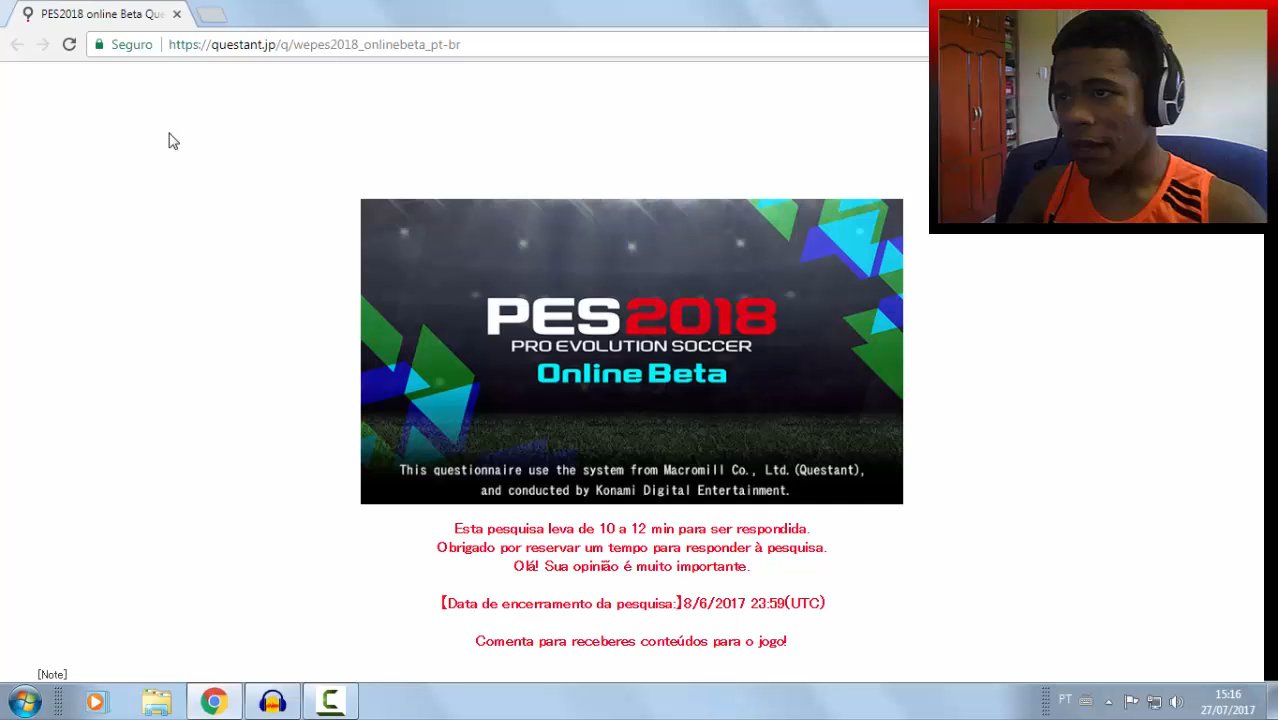 PES2018 online Beta Que
Seguro
https://questant.jp/q/wepes2018_onlinebeta_pt-br
PES2018
PRO EVOLUTION SOCCER
Online Beta
This questionnaire use the system from Macromill Co., Ltd.(Questant),
and conducted by Konami Digital Entertainment.
Esta pesquisa leva de 10 a 12 min para ser respondida.
Obrigado por reservar um tempo para responder à pesquisa.
Olá! Sua opinião é muito importante.
【Data de encerramento da pesquisa:】8/6/2017 23:59(UTC)
Comenta para receberes conteúdos para o jogo!
[Note]
PT
15:16
27/07/2017